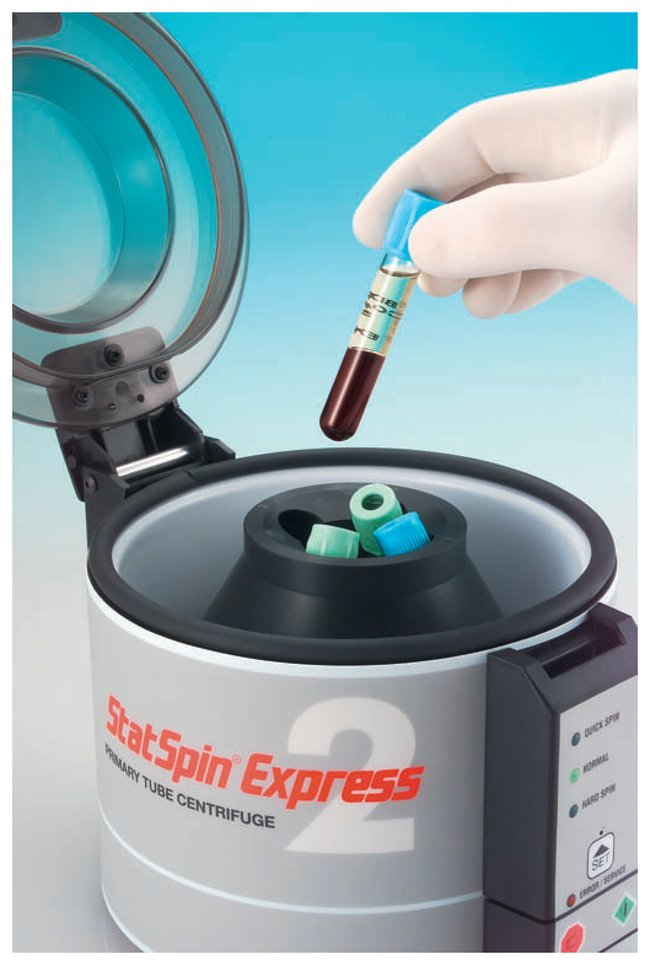 2
StatSpin® Express
PRIMARY TUBE CENTRIFUGE
QUICK SPIN
NORMAL
HARD SPIN
SET
ERROR / SERVICE